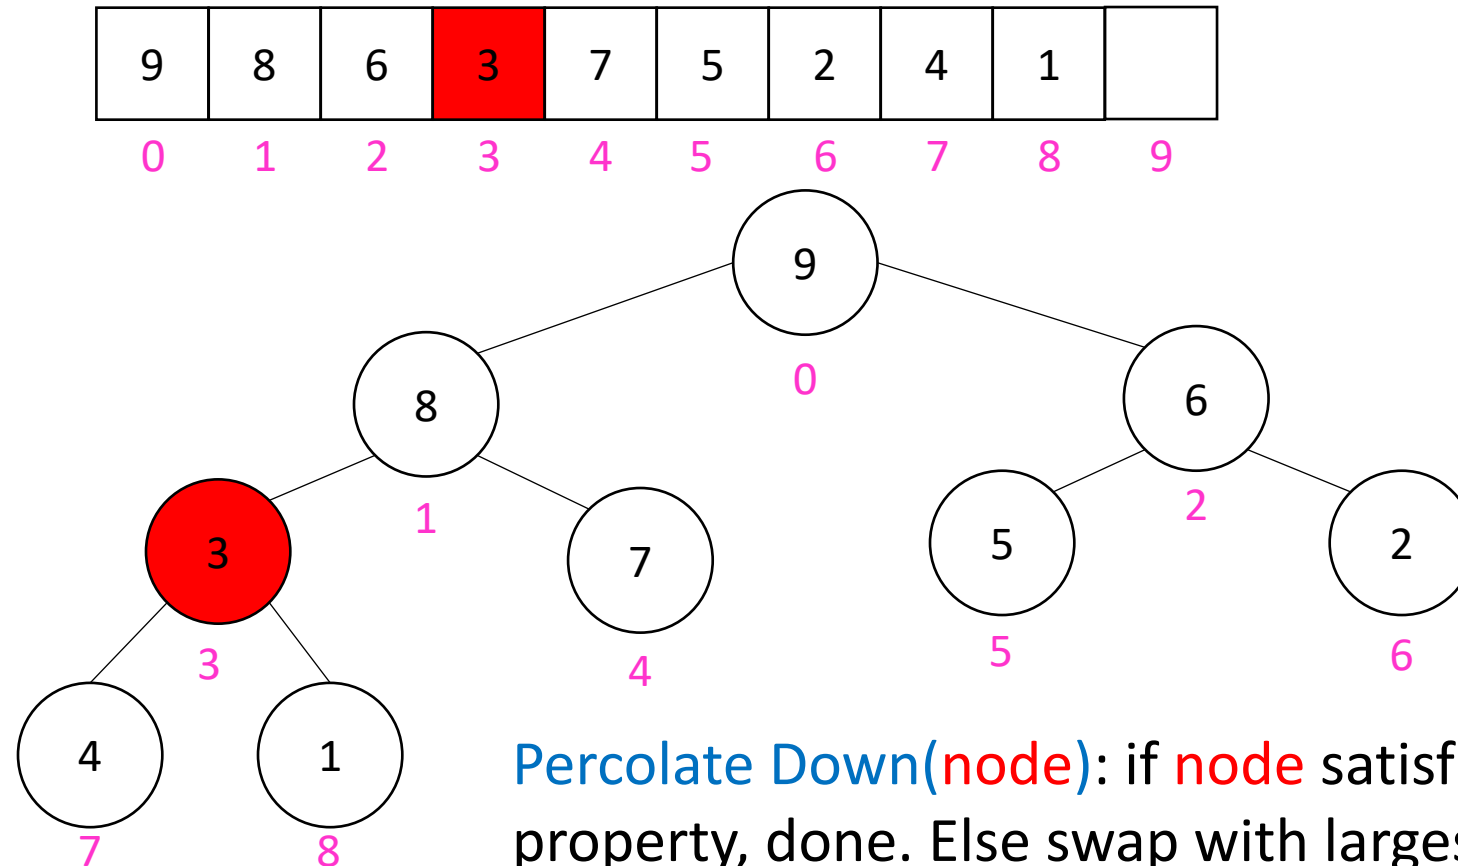 9 8 6 3 7 5 2 4 1
0 1 2 3 4 5 6 7 8 9
9
0
8 6
1 2
3 7 5 2
3 4 5 6
4 1
7 8
Percolate Down(node): if node
property, done. Else swap with